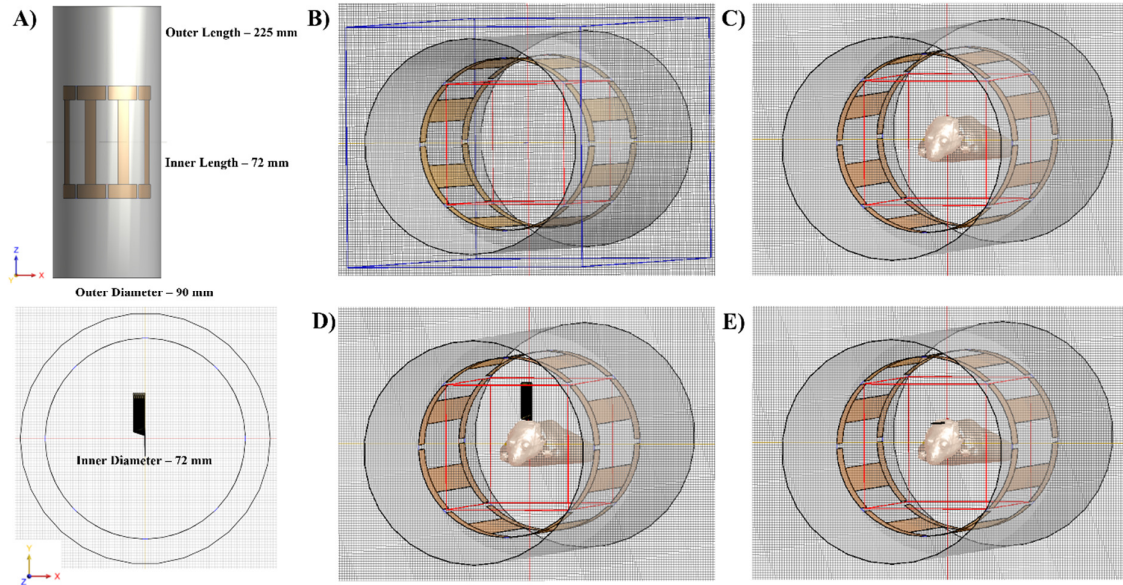 A)
Outer Length – 225 mm
Inner Length – 72 mm
Z
Y
X
Outer Diameter – 90 mm
Inner Diameter – 72 mm
Y
Z
X
B)
C)
D)
E)